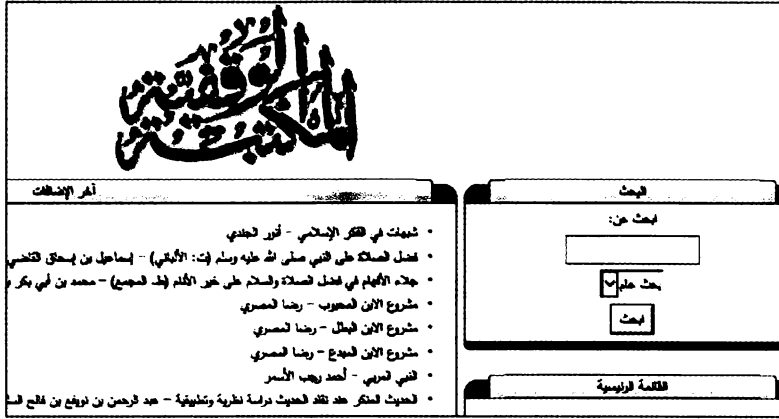 المكتبة الوقفية
البحث
ابحث عن:
بحث علم
ابحث
القائمة الرئيسية
آخر الإضافات
شبهات في الفكر الإسلامي - أنور الجندي
فضل الصلاة على النبي صلى الله عليه وسلم (ت: الألباني) - إسماعيل بن إسحاق القاضي
جلاء الأفهام في فضل الصلاة والسلام على خير الأنام (ط. المجمع) - محمد بن أبي بكر
مشروع الابن المحبوب - رضا المصري
مشروع الابن البطل - رضا المصري
مشروع الابن المبدع - رضا المصري
النبي المربي - أحمد رجب الأسمر
الحديث المنكر عند نقاد الحديث دراسة نظرية وتطبيقية - عبد الرحمن بن نويفع بن فالح